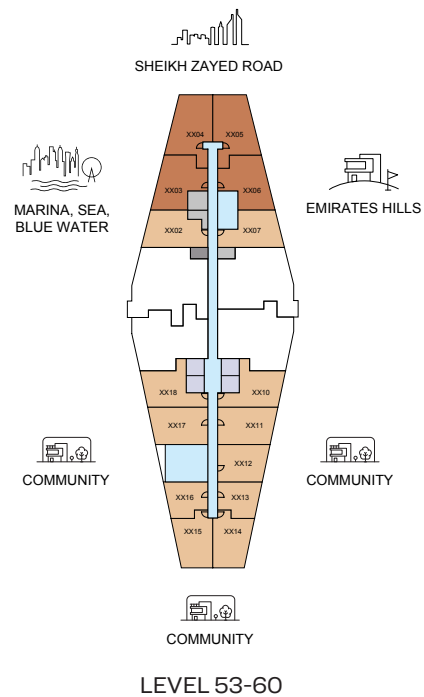 SHEIKH ZAYED ROAD
XX04
XX05
MARINA, SEA,
BLUE WATER
EMIRATES HILLS
XX03
XX06
XX02
XX07
XX18
XX10
XX17
XX11
COMMUNITY
COMMUNITY
XX12
XX16
XX13
XX15
XX14
COMMUNITY
LEVEL 53-60